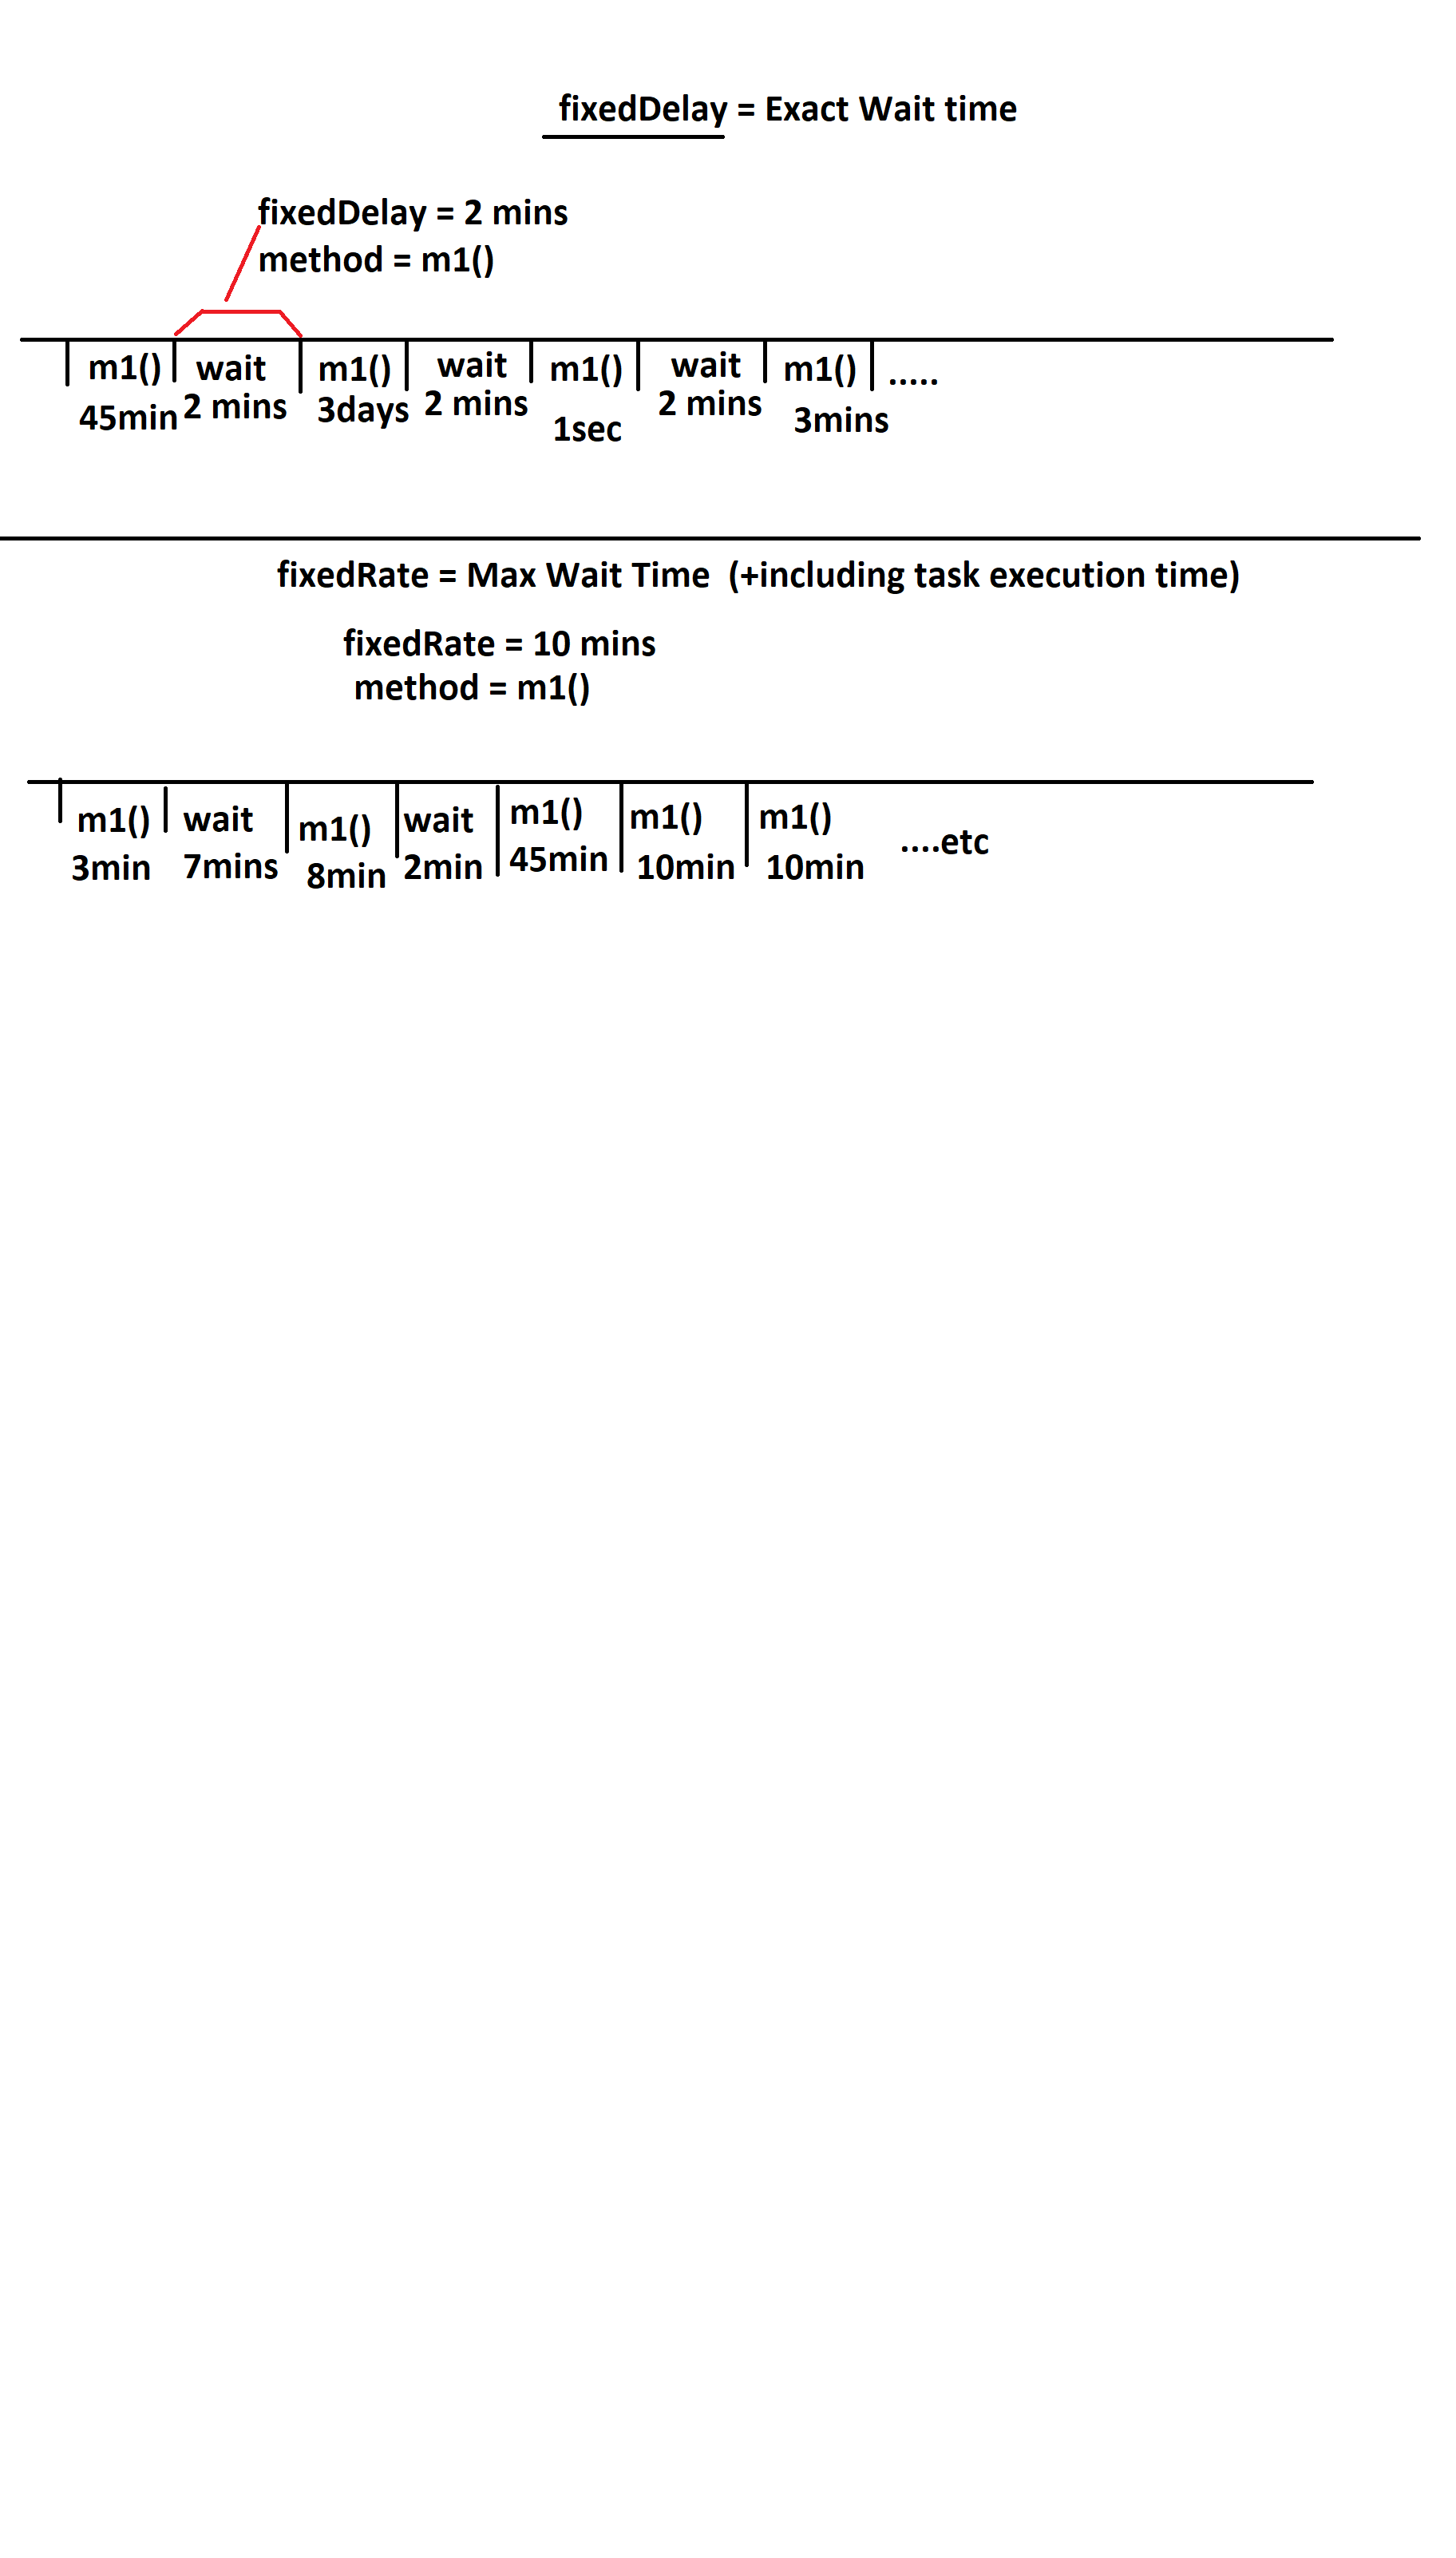 fixedDelay = Exact Wait time
fixedDelay = 2 mins
method = m1()
m1() wait m1() wait m1() wait m1() .....
45min 2 mins 3days 2 mins 1sec 2 mins 3mins
fixedRate = Max Wait Time (+including task execution time)
fixedRate = 10 mins
method = m1()
m1() wait m1() wait m1() m1() m1() ....etc
3min 7mins 8min 2min 45min 10min 10min